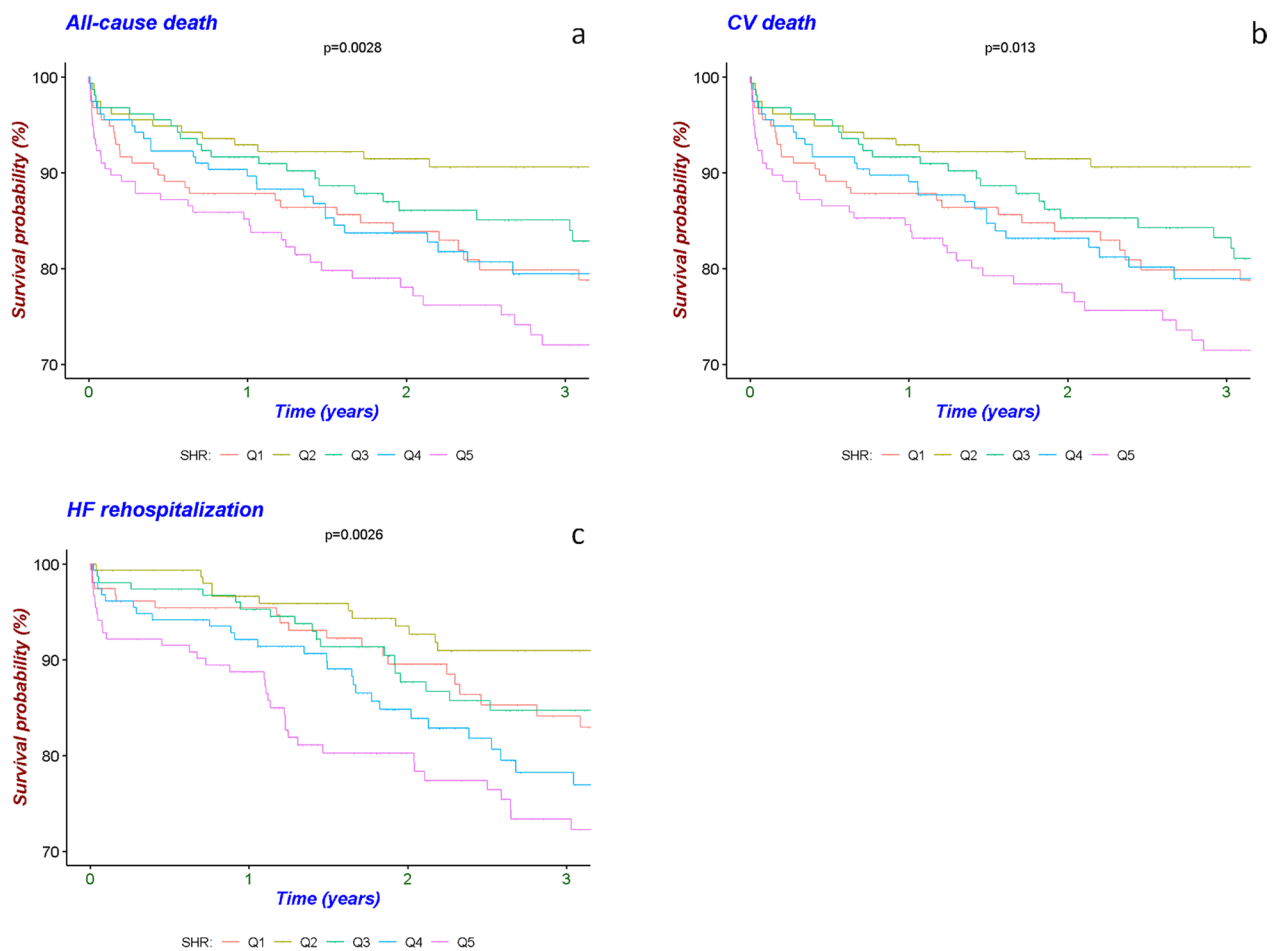 All-cause death
a
p=0.0028
100
90
80
70
Survival probability (%)
0 1 2 3
Time (years)
SHR: Q1 Q2 Q3 Q4 Q5
CV death
b
p=0.013
100
90
80
70
Survival probability (%)
0 1 2 3
Time (years)
SHR: Q1 Q2 Q3 Q4 Q5
HF rehospitalization
c
p=0.0026
100
90
80
70
Survival probability (%)
0 1 2 3
Time (years)
SHR: Q1 Q2 Q3 Q4 Q5